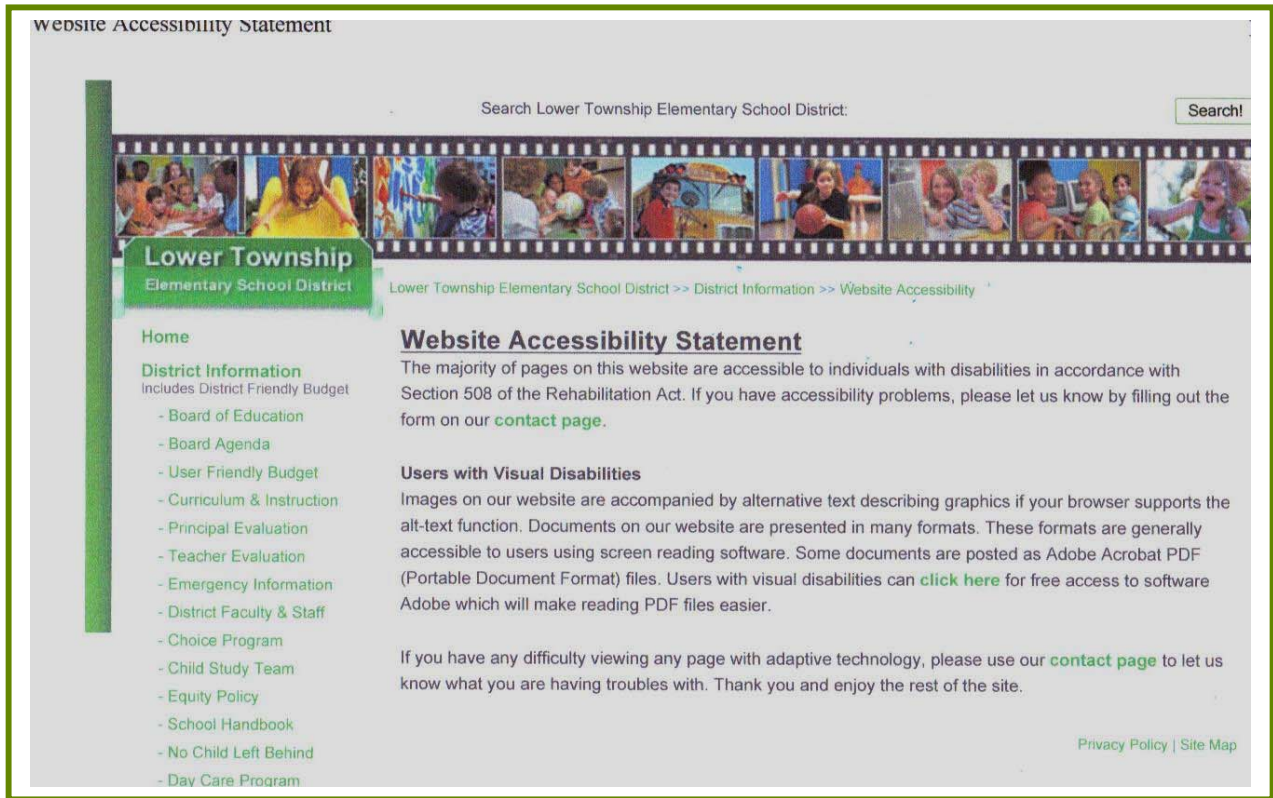 Website Accessibility Statement
Search Lower Township Elementary School District:
Search!
Lower Township
Elementary School District
Lower Township Elementary School District >> District Information >> Website Accessibility
Home
District Information
Includes District Friendly Budget
- Board of Education
- Board Agenda
- User Friendly Budget
- Curriculum & Instruction
- Principal Evaluation
- Teacher Evaluation
- Emergency Information
- District Faculty & Staff
- Choice Program
- Child Study Team
- Equity Policy
- School Handbook
- No Child Left Behind
- Day Care Program
Website Accessibility Statement
The majority of pages on this website are accessible to individuals with disabilities in accordance with
Section 508 of the Rehabilitation Act. If you have accessibility problems, please let us know by filling out the
form on our contact page.
Users with Visual Disabilities
Images on our website are accompanied by alternative text describing graphics if your browser supports the
alt-text function. Documents on our website are presented in many formats. These formats are generally
accessible to users using screen reading software. Some documents are posted as Adobe Acrobat PDF
(Portable Document Format) files. Users with visual disabilities can click here for free access to software
Adobe which will make reading PDF files easier.
If you have any difficulty viewing any page with adaptive technology, please use our contact page to let us
know what you are having troubles with. Thank you and enjoy the rest of the site.
Privacy Policy | Site Map